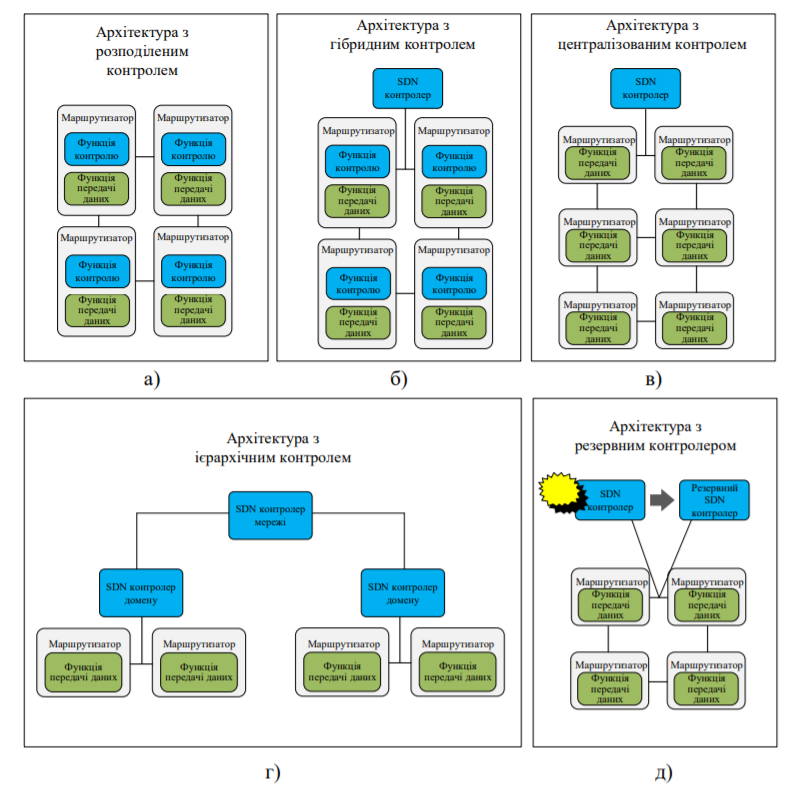 Архітектура з
розподіленим
контролем
Маршрутизатор
Функція
контролю
Функція
передачі
даних
Маршрутизатор
Функція
контролю
Функція
передачі
даних
Маршрутизатор
Функція
контролю
Функція
передачі
даних
Маршрутизатор
Функція
контролю
Функція
передачі
даних
а)
Архітектура з
гібридним контролем
SDN
контролер
Маршрутизатор
Функція
контролю
Функція
передачі
даних
Маршрутизатор
Функція
контролю
Функція
передачі
даних
Маршрутизатор
Функція
контролю
Функція
передачі
даних
Маршрутизатор
Функція
контролю
Функція
передачі
даних
б)
Архітектура з
централізованим контролем
SDN
контролер
Маршрутизатор
Функція
передачі
даних
Маршрутизатор
Функція
передачі
даних
Маршрутизатор
Функція
передачі
даних
Маршрутизатор
Функція
передачі
даних
Маршрутизатор
Функція
передачі
даних
Маршрутизатор
Функція
передачі
даних
в)
Архітектура з
ієрархічним контролем
SDN контролер
мережі
SDN контролер
домену
SDN контролер
домену
Маршрутизатор
Функція
передачі даних
Маршрутизатор
Функція
передачі даних
Маршрутизатор
Функція
передачі даних
Маршрутизатор
Функція
передачі даних
г)
Архітектура з
резервним контролером
SDN
контролер
Резервний
SDN
контролер
Маршрутизатор
Функція
передачі
даних
Маршрутизатор
Функція
передачі
даних
Маршрутизатор
Функція
передачі
даних
Маршрутизатор
Функція
передачі
даних
д)